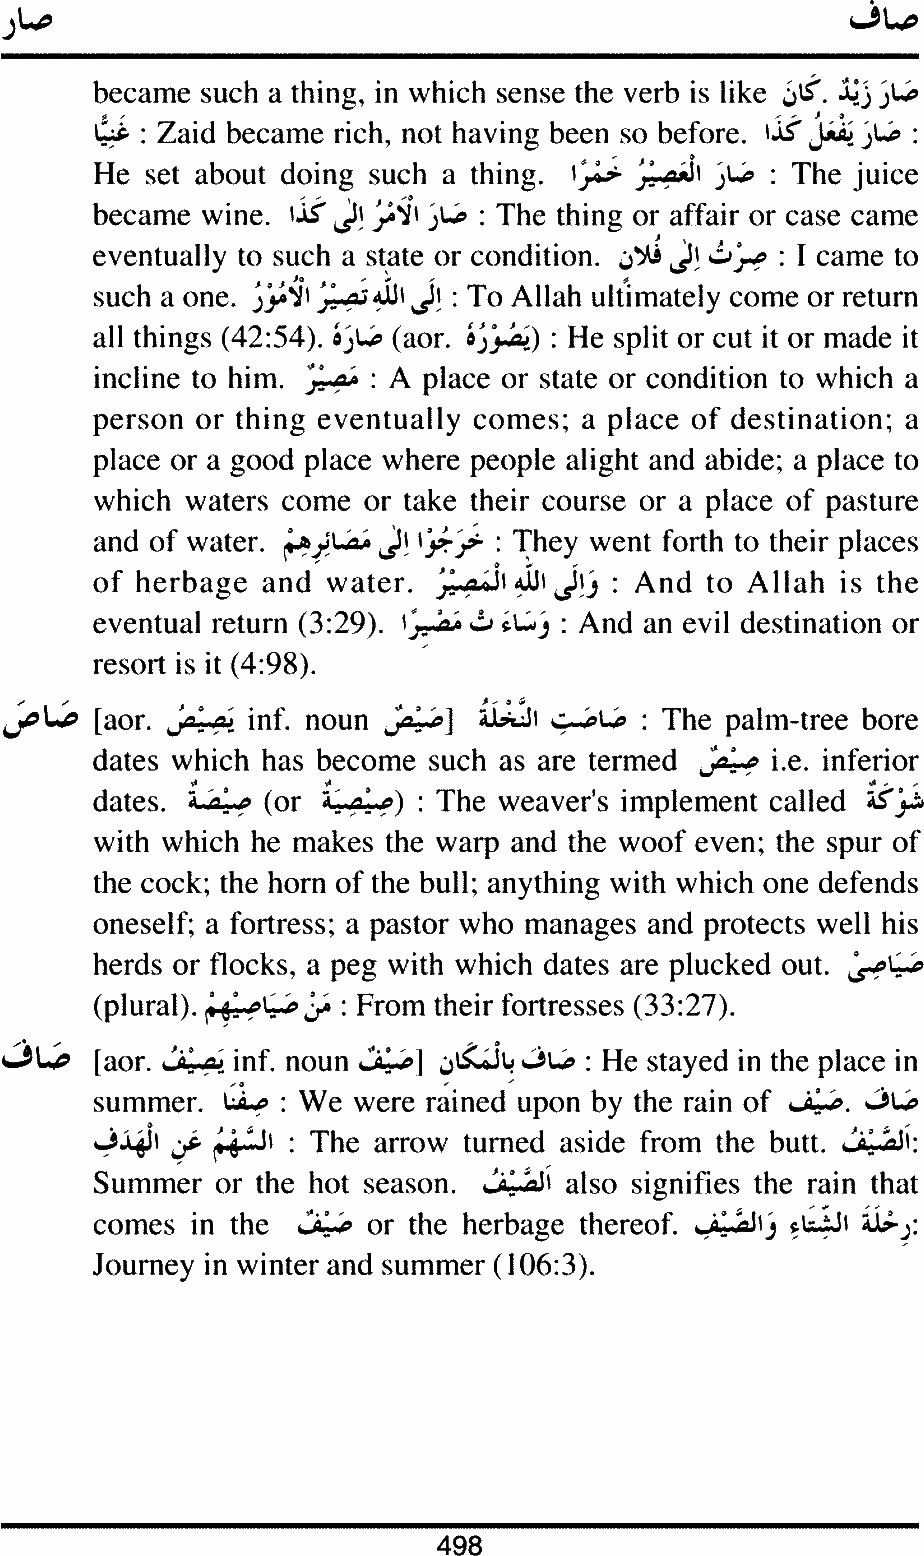 صار صاف
became such a thing, in which sense the verb is like كَانَ. صَارَ زَيْدٌ
غَنِيًّا : Zaid became rich, not having been so before. صَارَ يَفْعَلُ كَذَا :
He set about doing such a thing. صَارَ الْعَصِيْرُ خَمْرًا : The juice
became wine. صَارَ الْاَمْرُ اِلٰى كَذَا : The thing or affair or case came
eventually to such a state or condition. صِرْتُ اِلٰى فُلَانٍ : I came to
such a one. اِلَى اللّٰهِ تَصِيْرُ الْاُمُوْرُ : To Allah ultimately come or return
all things (42:54). صَارَهٗ (aor. يَصُوْرُهٗ) : He split or cut it or made it
incline to him. مَصِيْرٌ : A place or state or condition to which a
person or thing eventually comes; a place of destination; a
place or a good place where people alight and abide; a place to
which waters come or take their course or a place of pasture
and of water. خَرَجُوْا اِلٰى مَصَائِرِهِمْ : They went forth to their places
of herbage and water. وَاِلَى اللّٰهِ الْمَصِيْرُ : And to Allah is the
eventual return (3:29). وَسَاءَ تْ مَصِيْرًا : And an evil destination or
resort is it (4:98).
صَاصَ [aor. يَصِيْصُ inf. noun صَيْصٌ] صَاصَتِ النَّخْلَةُ : The palm-tree bore
dates which has become such as are termed صِيْصٌ i.e. inferior
dates. صِيْصَةٌ (or صِيْصِيَةٌ) : The weaver's implement called شَوْكَةٌ
with which he makes the warp and the woof even; the spur of
the cock; the horn of the bull; anything with which one defends
oneself; a fortress; a pastor who manages and protects well his
herds or flocks, a peg with which dates are plucked out. صَيَاصِىْ
(plural). مِنْ صَيَاصِيْهِمْ : From their fortresses (33:27).
صَافَ [aor. يَصِيْفُ inf. noun صَيْفٌ] صَافَ بِالْمَكَانِ : He stayed in the place in
summer. صِفْنَا : We were rained upon by the rain of صَيْف. صَافَ
السَّهْمُ عَنِ الْهَدَفِ : The arrow turned aside from the butt. اَلصَّيْفُ:
Summer or the hot season. اَلصَّيْفُ also signifies the rain that
comes in the صَيْفٌ or the herbage thereof. رِحْلَةَ الشِّتَاءِ وَالصَّيْفِ:
Journey in winter and summer (106:3).
498